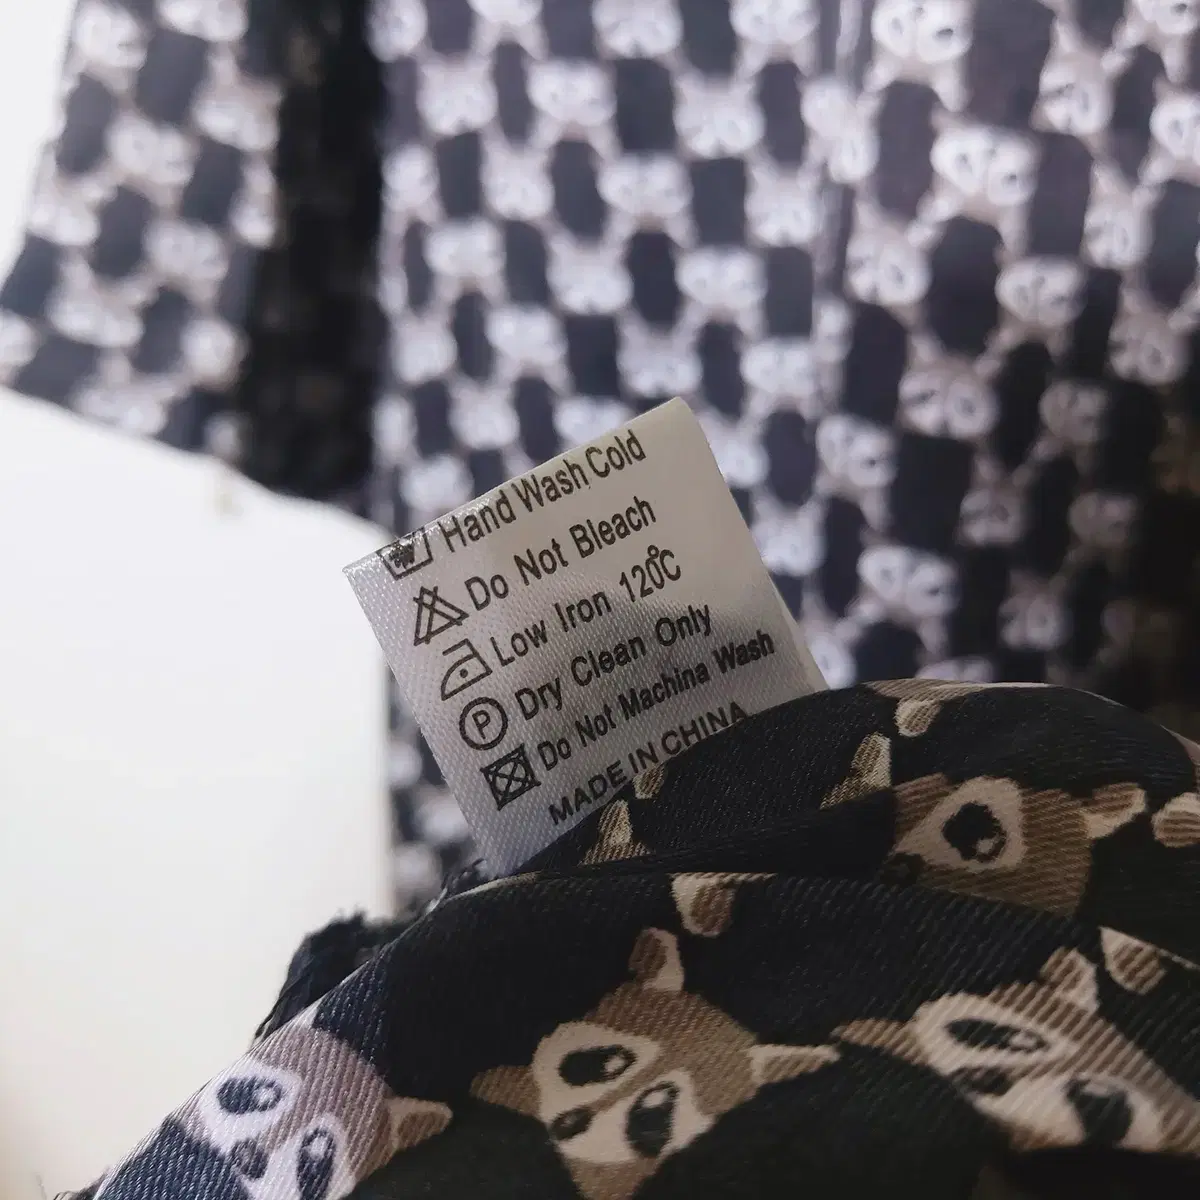 Hand Wash Cold
Do Not Bleach
Low Iron 120°C
P Dry Clean Only
Do Not Machina Wash
MADE IN CHINA